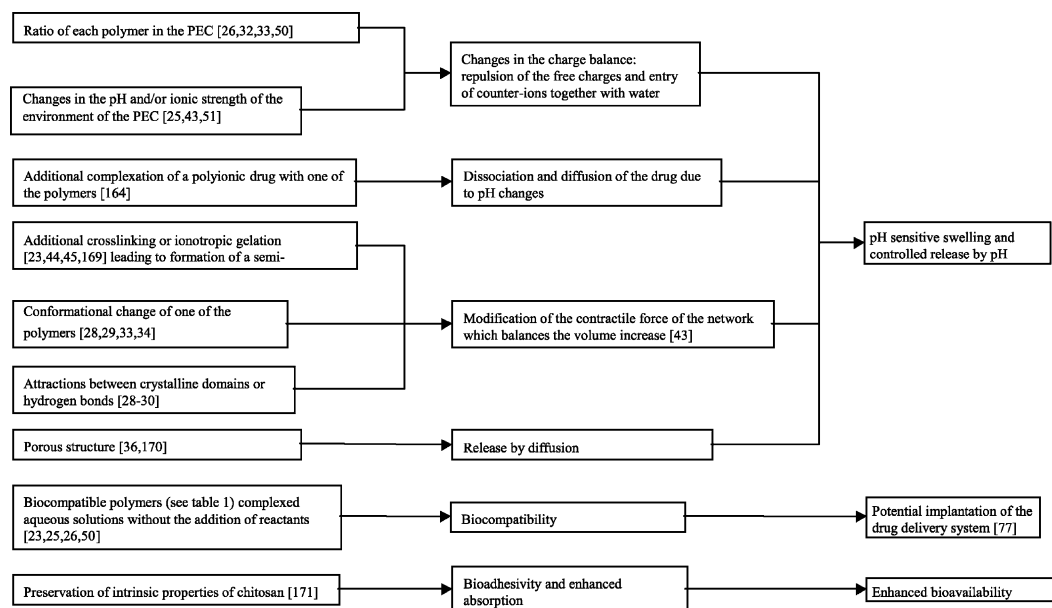 Ratio of each polymer in the PEC [26,32,33,50]
Changes in the charge balance:
repulsion of the free charges and entry
of counter-ions together with water
Changes in the pH and/or ionic strength of the
environment of the PEC [25,43,51]
Additional complexation of a polyionic drug with one of
the polymers [164]
Dissociation and diffusion of the drug due
to pH changes
Additional crosslinking or ionotropic gelation
[23,44,45,169] leading to formation of a semi-
pH sensitive swelling and
controlled release by pH
Conformational change of one of the
polymers [28,29,33,34]
Modification of the contractile force of the network
which balances the volume increase [43]
Attractions between crystalline domains or
hydrogen bonds [28-30]
Porous structure [36,170]
Release by diffusion
Biocompatible polymers (see table 1) complexed
aqueous solutions without the addition of reactants
[23,25,26,50]
Biocompatibility
Potential implantation of the
drug delivery system [77]
Preservation of intrinsic properties of chitosan [171]
Bioadhesivity and enhanced
absorption
Enhanced bioavailability